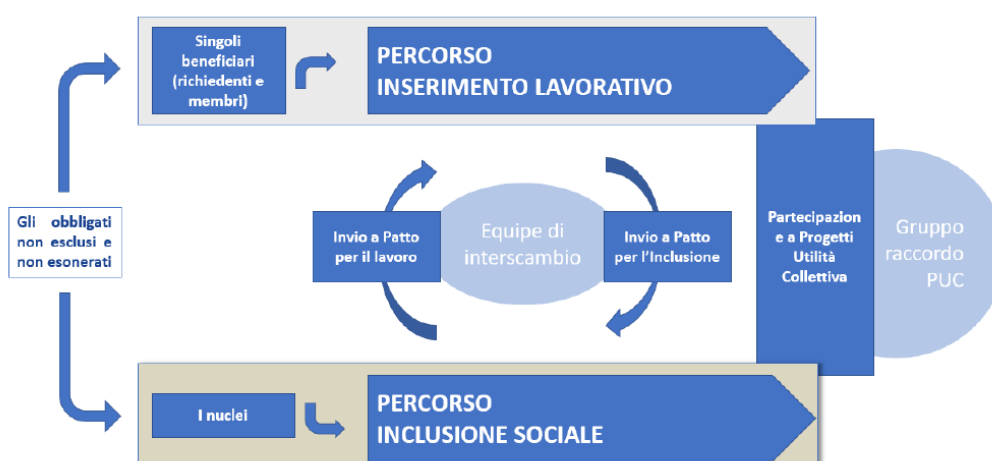 Singoli
beneficiari
(richiedenti e
membri)
PERCORSO
INSERIMENTO LAVORATIVO
Gli obbligati
non esclusi e
non esonerati
Invio a Patto
per il lavoro
Equipe di
interscambio
Invio a Patto
per l'Inclusione
Partecipazion
e a Progetti
Utilità
Collettiva
Gruppo
raccordo
PUC
I nuclei
PERCORSO
INCLUSIONE SOCIALE